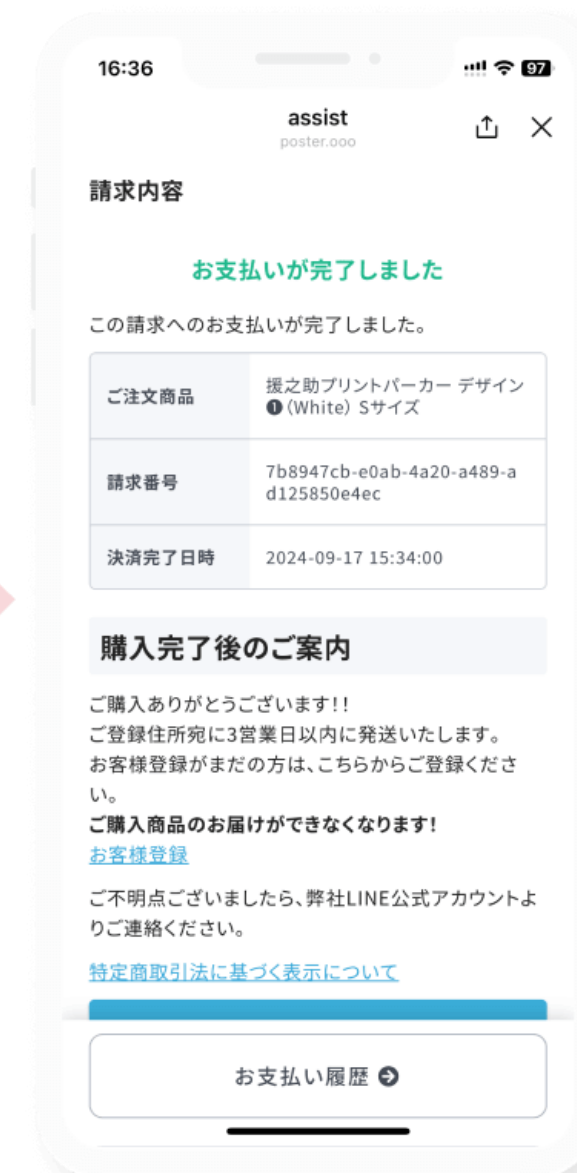 16:36
97
assist
poster.ooo
請求内容
お支払いが完了しました
この請求へのお支払いが完了しました。
ご注文商品
援之助プリントパーカー デザイン
❶(White) Sサイズ
請求番号
7b8947cb-e0ab-4a20-a489-a
d125850e4ec
決済完了日時
2024-09-17 15:34:00
購入完了後のご案内
ご購入ありがとうございます!!
ご登録住所宛に3営業日以内に発送いたします。
お客様登録がまだの方は、こちらからご登録くださ
い。
ご購入商品のお届けができなくなります!
お客様登録
ご不明点ございましたら、弊社LINE公式アカウントよ
りご連絡ください。
特定商取引法に基づく表示について
お支払い履歴